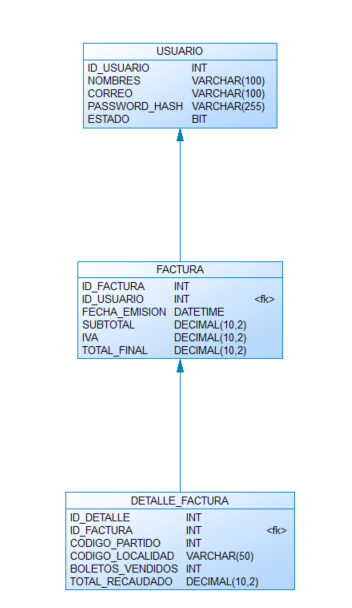 USUARIO
ID_USUARIO INT
NOMBRES VARCHAR(100)
CORREO VARCHAR(100)
PASSWORD_HASH VARCHAR(255)
ESTADO BIT
FACTURA
ID_FACTURA INT
ID_USUARIO INT <fk>
FECHA_EMISION DATETIME
SUBTOTAL DECIMAL(10,2)
IVA DECIMAL(10,2)
TOTAL_FINAL DECIMAL(10,2)
DETALLE_FACTURA
ID_DETALLE INT
ID_FACTURA INT <fk>
CODIGO_PARTIDO INT
CODIGO_LOCALIDAD VARCHAR(50)
BOLETOS_VENDIDOS INT
TOTAL_RECAUDADO DECIMAL(10,2)